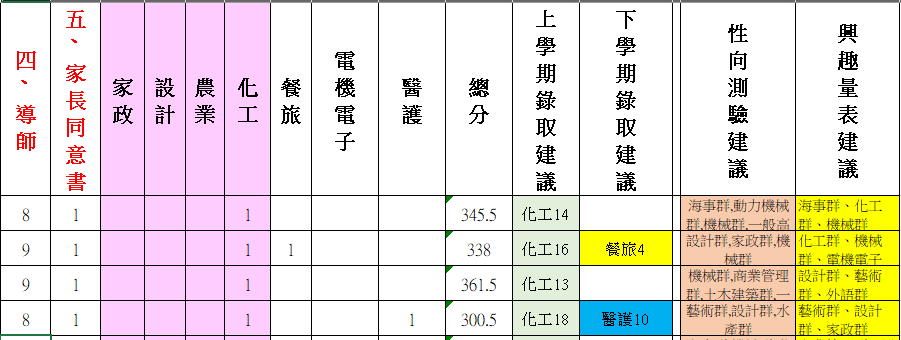 四、導師 五、家長同意書 家政 設計 農業 化工 餐旅 電機電子 醫護 總分 上學期錄取建議 下學期錄取建議 性向測驗建議 興趣量表建議
8 1 1 345.5 化工14 海事群,動力機械群,機械群,一般高 海事群、化工群、機械群
9 1 1 1 338 化工16 餐旅4 設計群,家政群,機械群 化工群、機械群、電機電子
9 1 1 361.5 化工13 機械群,商業管理群,土木建築群,一 設計群、藝術群、外語群
8 1 1 1 300.5 化工18 醫護10 藝術群,設計群,水產群 藝術群、設計群、家政群